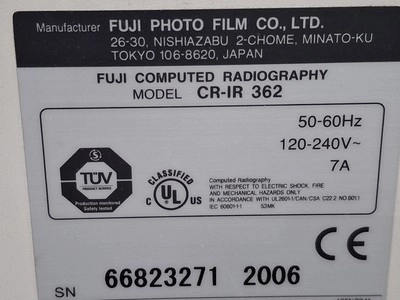 Manufacturer FUJI PHOTO FILM CO., LTD.
26-30, NISHIAZABU 2-CHOME, MINATO-KU
TOKYO 106-8620, JAPAN
FUJI COMPUTED RADIOGRAPHY
MODEL CR-IR 362
50-60Hz
120-240V~
7A
TÜV
PRODUCT SERVICE
Production monitored
Safety tested
CLASSIFIED
C UL US
Computed Radiography
WITH RESPECT TO ELECTRIC SHOCK, FIRE
AND MECHANICAL HAZARDS ONLY
IN ACCORDANCE WITH UL2601-1/CAN/CSA C22.2 NO.601.1
IEC 60601-1 53MK
CE
SN 66823271 2006